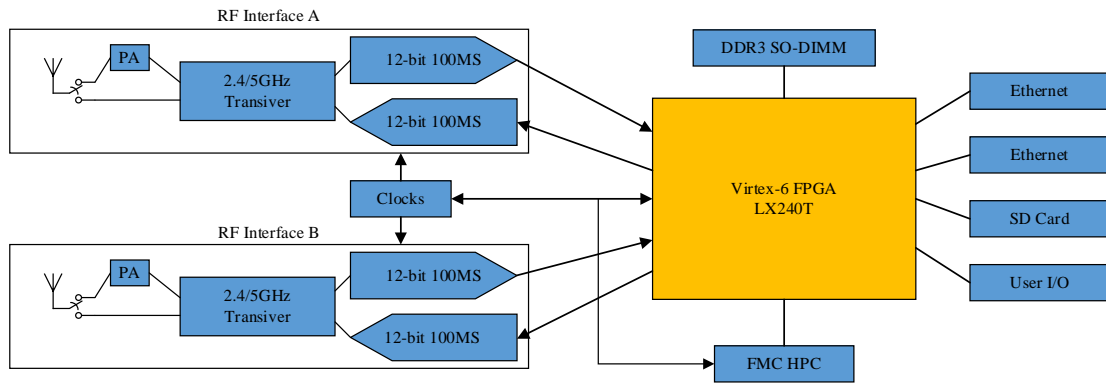 RF Interface A
PA
2.4/5GHz
Transiver
12-bit 100MS
12-bit 100MS
Clocks
RF Interface B
PA
2.4/5GHz
Transiver
12-bit 100MS
12-bit 100MS
DDR3 SO-DIMM
Virtex-6 FPGA
LX240T
FMC HPC
Ethernet
Ethernet
SD Card
User I/O